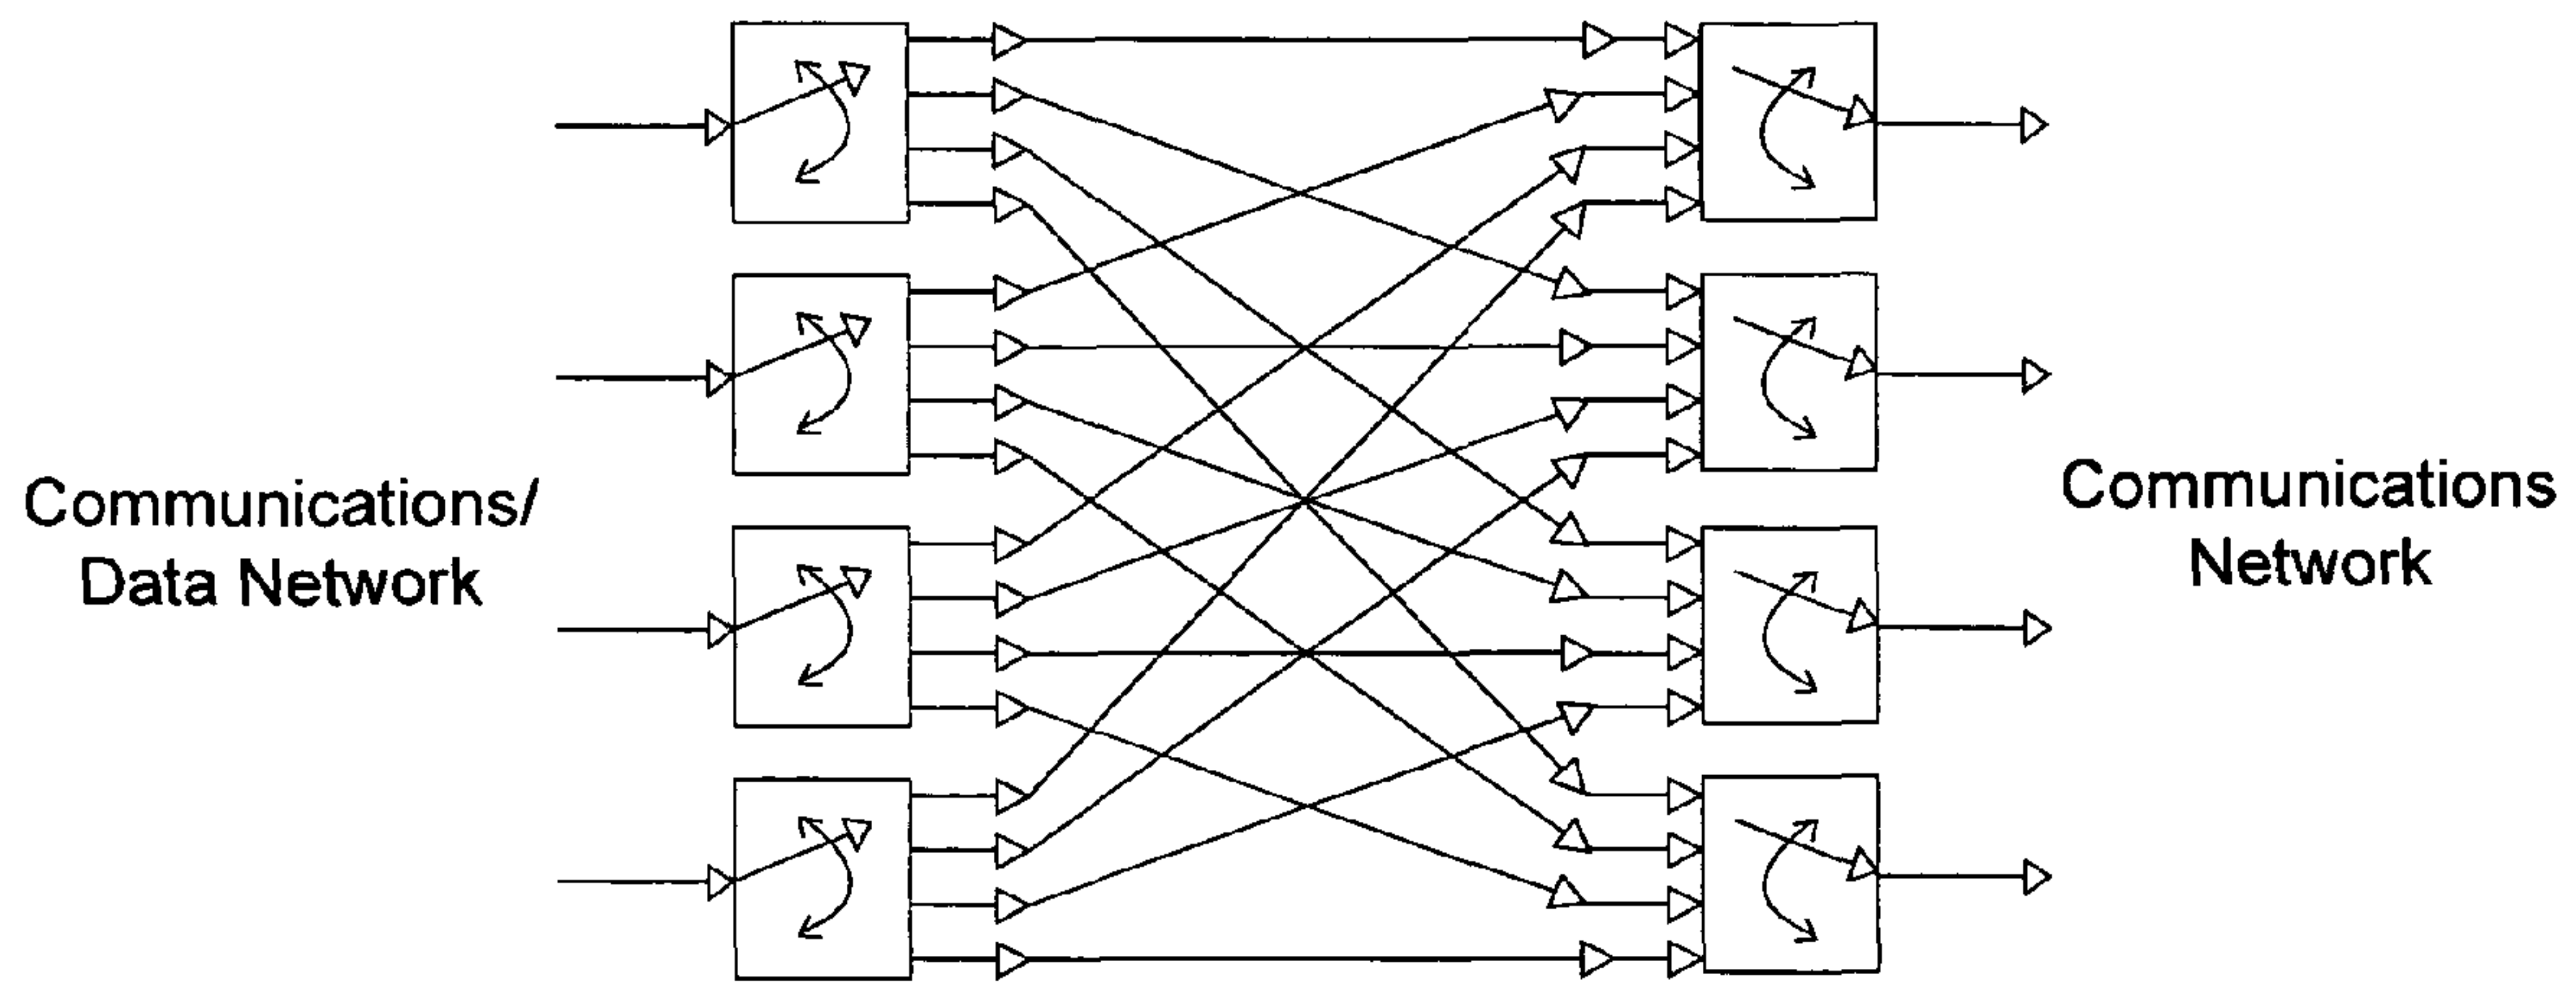 Communications/
Data Network
Communications
Network